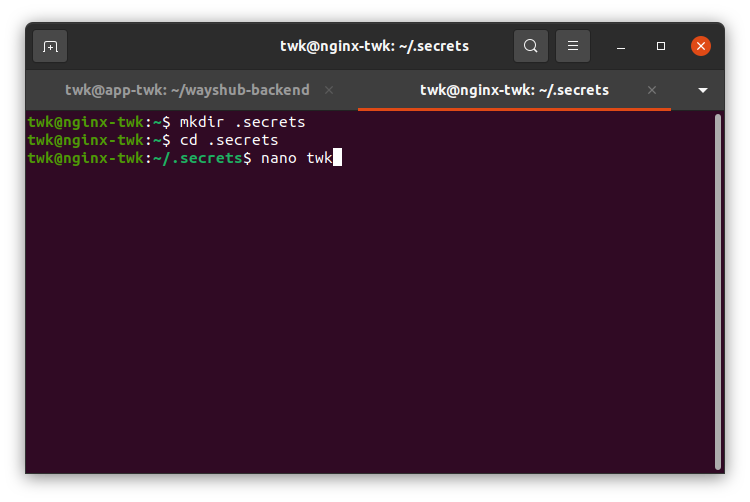 twk@nginx-twk: ~/.secrets
twk@app-twk: ~/wayshub-backend
twk@nginx-twk: ~/.secrets
twk@nginx-twk:~$ mkdir .secrets
twk@nginx-twk:~$ cd .secrets
twk@nginx-twk:~/.secrets$ nano twk